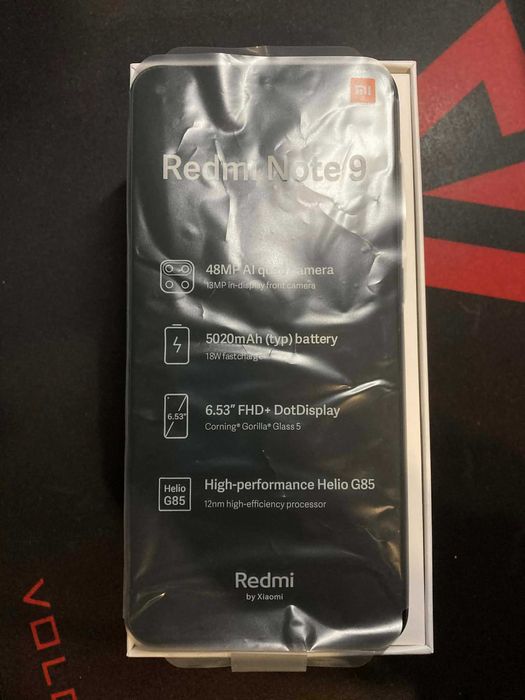 mi
Redmi Note 9
48MP AI quad camera
13MP in-display front camera
5020mAh (typ) battery
18W fast charge
6.53"
6.53" FHD+ DotDisplay
Corning® Gorilla® Glass 5
Helio
G85
High-performance Helio G85
12nm high-efficiency processor
Redmi
by Xiaomi